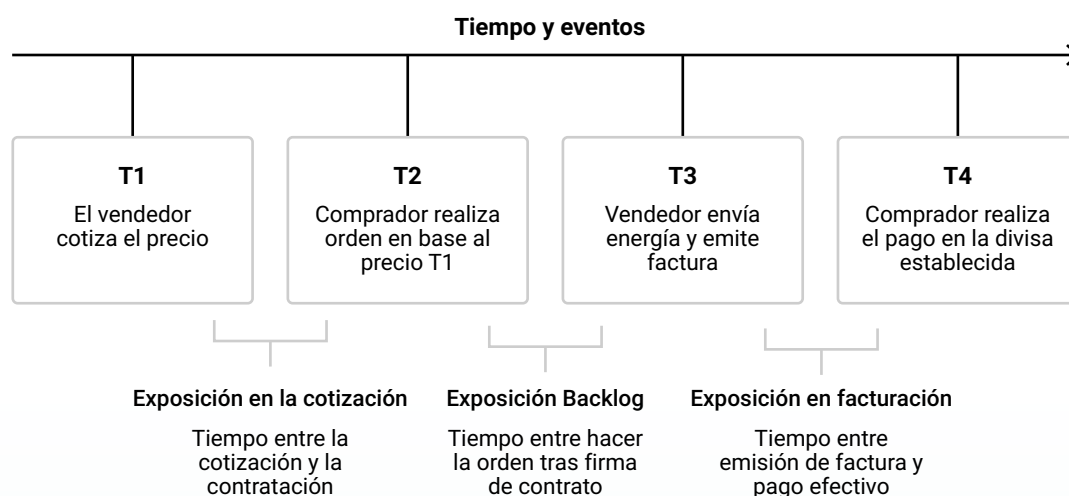 Tiempo y eventos
T1
El vendedor
cotiza el precio
T2
Comprador realiza
orden en base al
precio T1
T3
Vendedor envía
energía y emite
factura
T4
Comprador realiza
el pago en la divisa
establecida
Exposición en la cotización
Tiempo entre la
cotización y la
contratación
Exposición Backlog
Tiempo entre hacer
la orden tras firma
de contrato
Exposición en facturación
Tiempo entre
emisión de factura y
pago efectivo